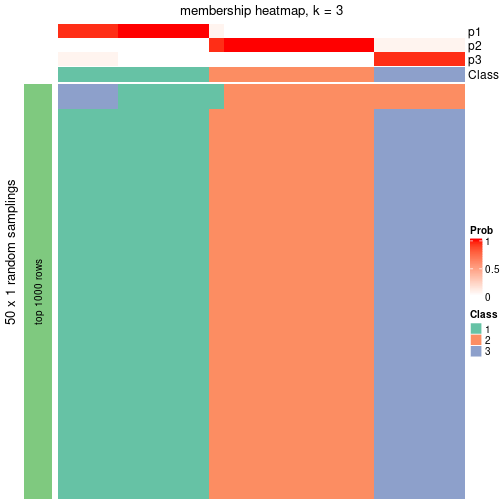 membership heatmap, k = 3
p1
p2
p3
Class
50 x 1 random samplings
top 1000 rows
Prob
1
0.5
0
Class
1
2
3